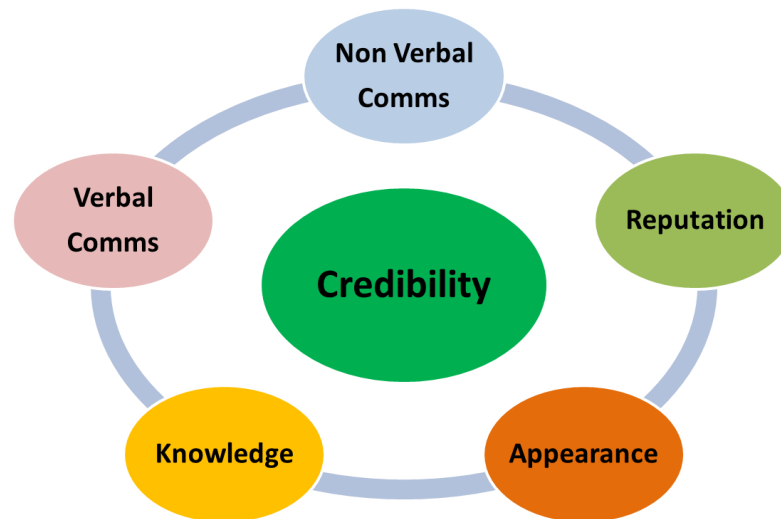 Non Verbal
Comms
Verbal
Comms
Reputation
Credibility
Knowledge
Appearance